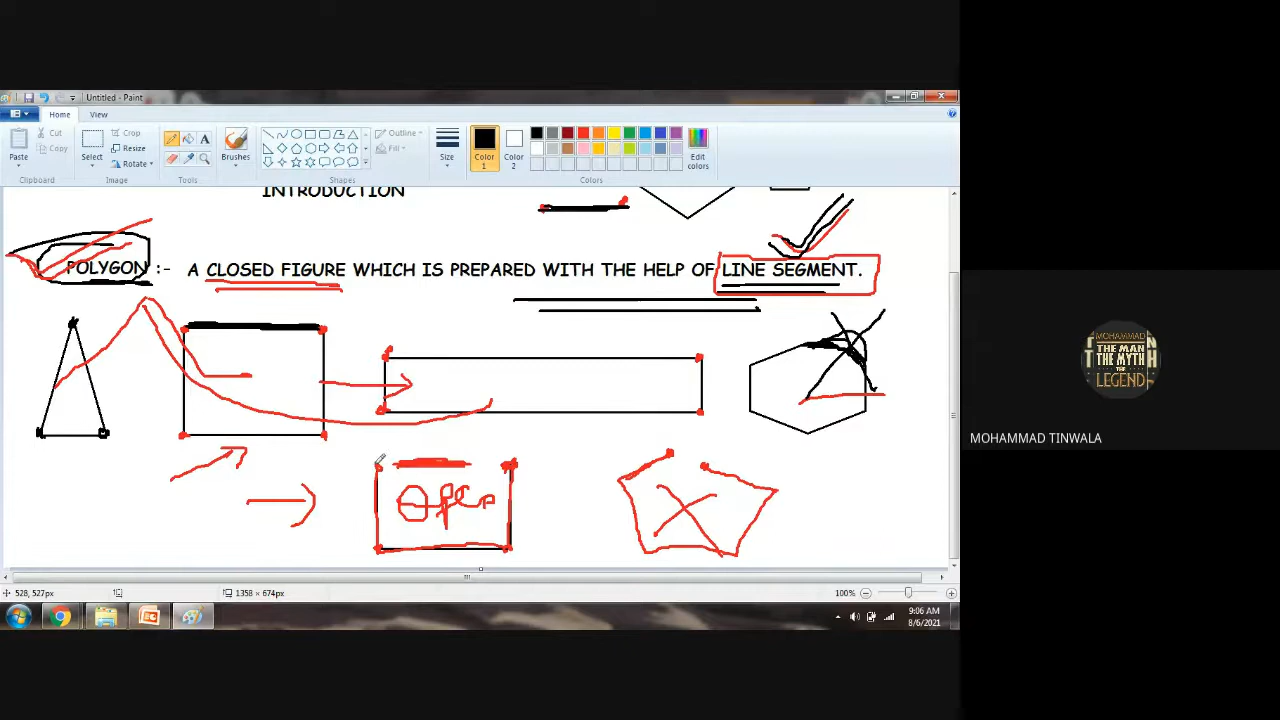 Untitled - Paint
Home View
Paste
Cut
Copy
Select
Crop
Resize
Rotate
Brushes
Outline
Fill
Size
Color
1
Color
2
Edit
colors
Clipboard Image Tools Shapes Colors
INTRODUCTION
POLYGON :- A CLOSED FIGURE WHICH IS PREPARED WITH THE HELP OF LINE SEGMENT.
528, 527px
1358 × 674px
100%
9:06 AM
8/6/2021
MOHAMMAD
THE MAN
THE MYTH
THE
LEGEND
MOHAMMAD TINWALA